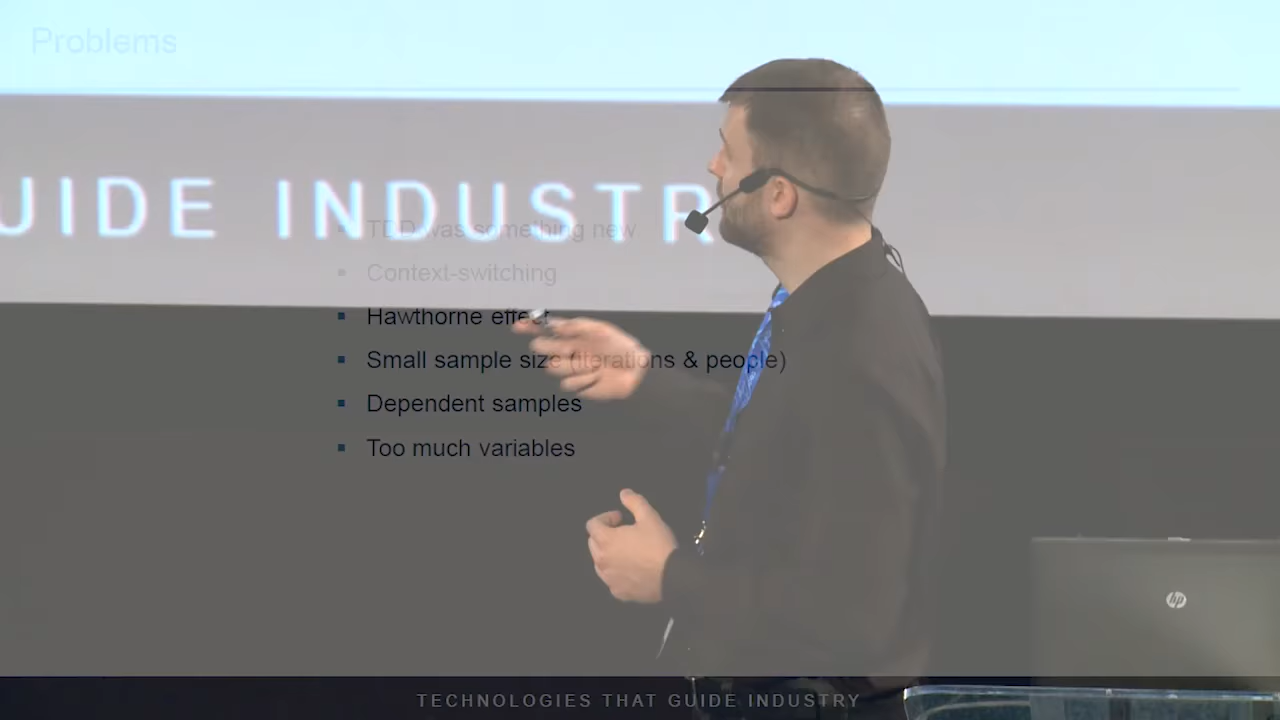 Problems
UIDE INDUSTR
TDD was something new
Context-switching
Hawthorne effect
Small sample size (iterations & people)
Dependent samples
Too much variables
hp
TECHNOLOGIES THAT GUIDE INDUSTRY